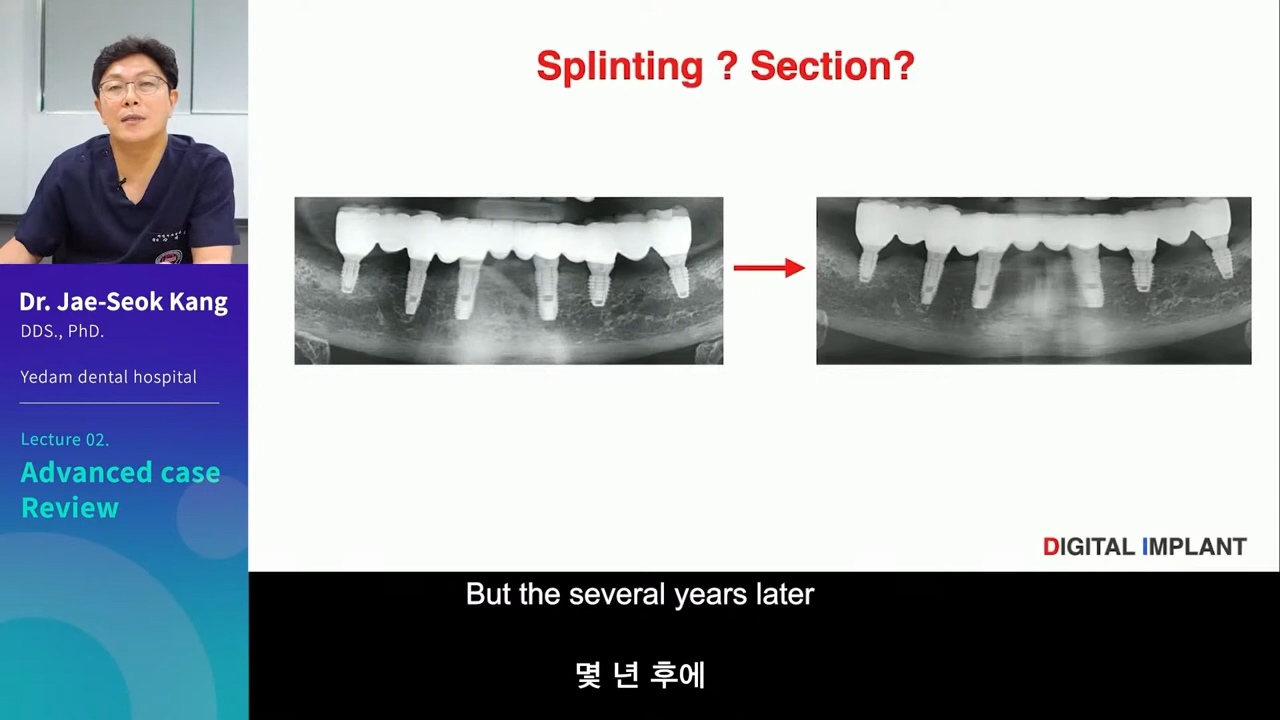 Splinting ? Section?
Dr. Jae-Seok Kang
DDS., PhD.
Yedam dental hospital
Lecture 02.
Advanced case
Review
DIGITAL IMPLANT
But the several years later
몇 년 후에